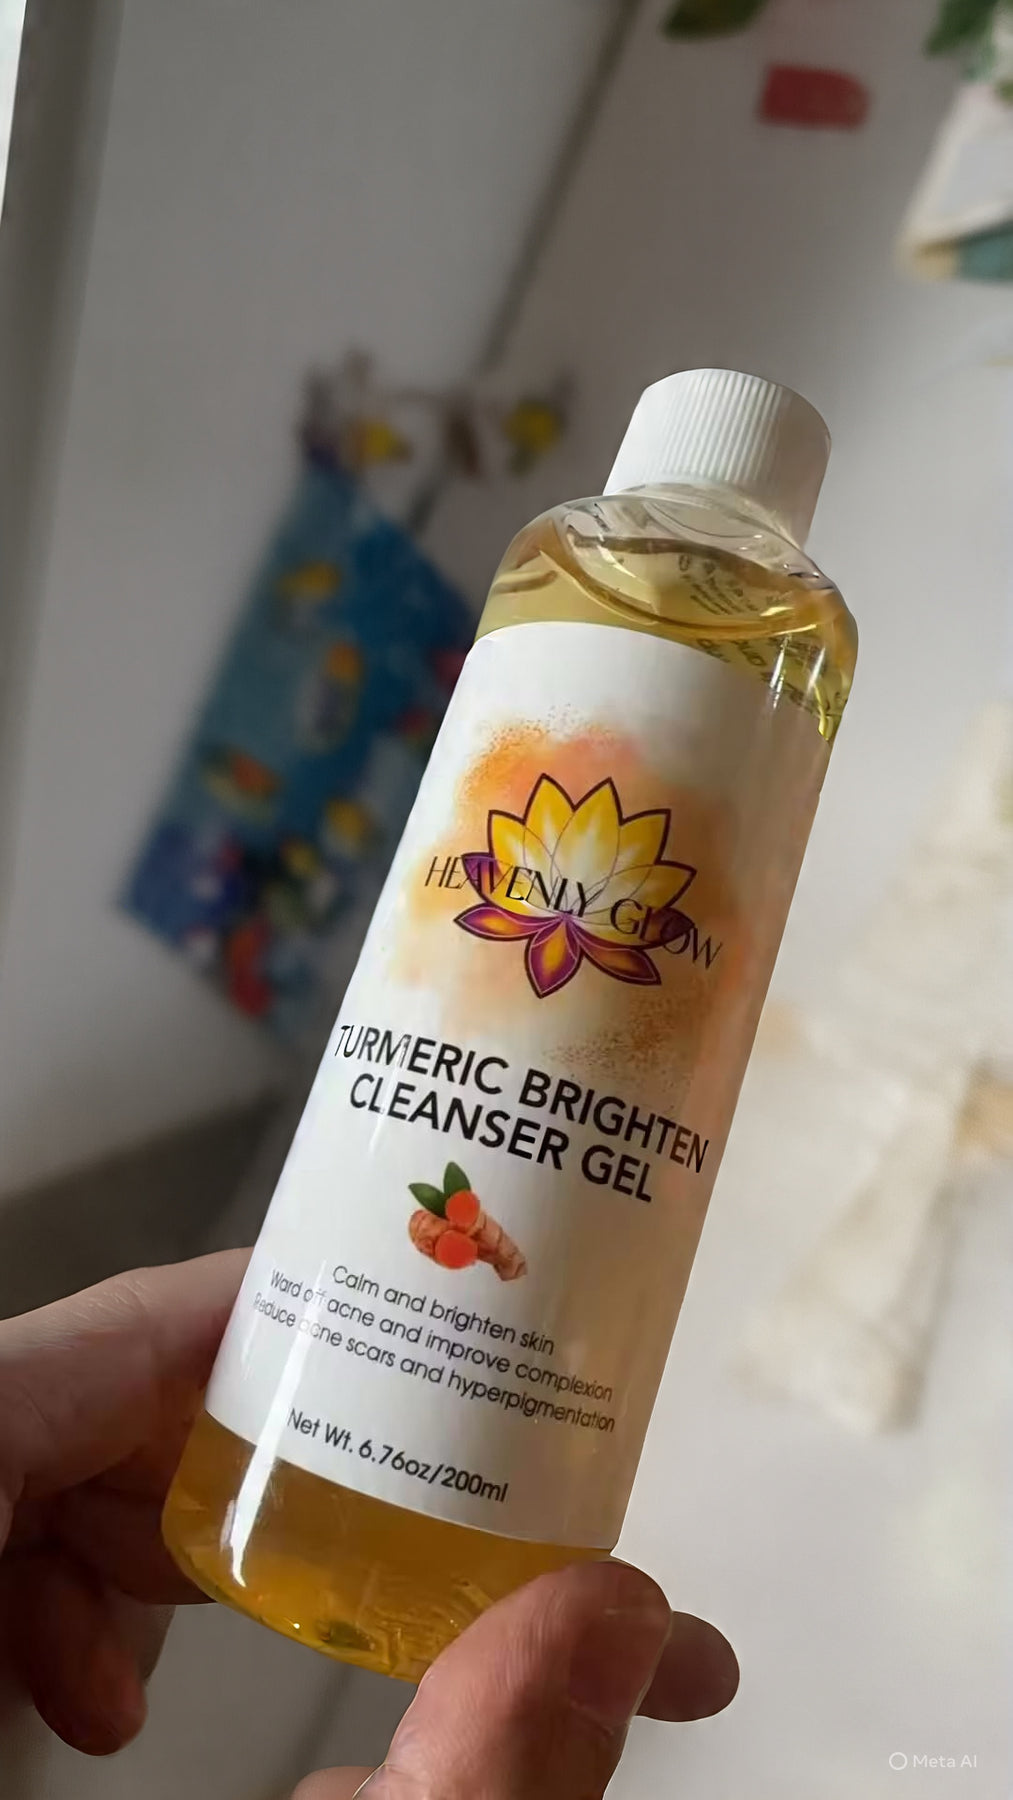 HEAVENLY GLOW
TURMERIC BRIGHTEN
CLEANSER GEL
Calm and brighten skin
Ward off acne and improve complexion
Reduce acne scars and hyperpigmentation
Net Wt. 6.76oz/200ml
Meta AI